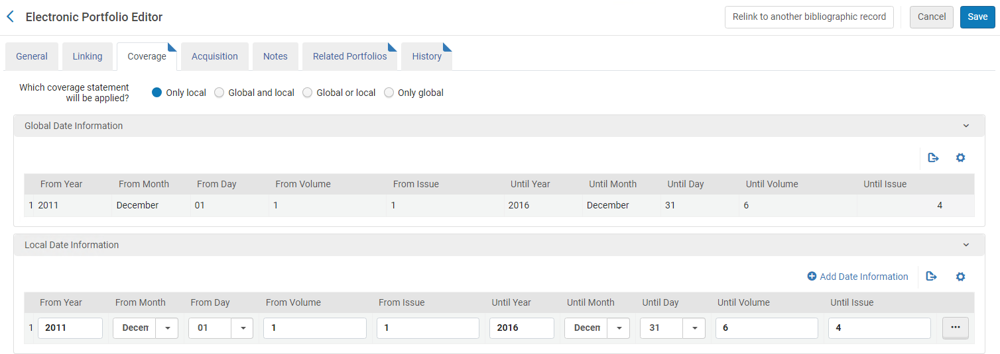 Electronic Portfolio Editor
Relink to another bibliographic record Cancel Save
General Linking Coverage Acquisition Notes Related Portfolios History
Which coverage statement
will be applied?
Only local Global and local Global or local Only global
Global Date Information
From Year From Month From Day From Volume From Issue Until Year Until Month Until Day Until Volume Until Issue
1 2011 December 01 1 1 2016 December 31 6 4
Local Date Information
Add Date Information
From Year From Month From Day From Volume From Issue Until Year Until Month Until Day Until Volume Until Issue
1 2011 Decem 01 1 1 2016 Decem 31 6 4 ...